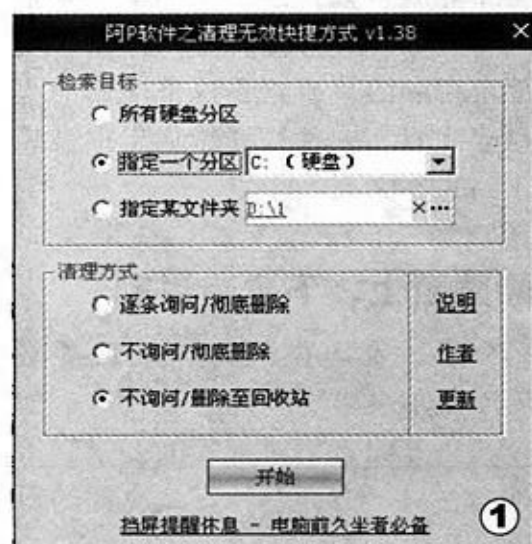 阿P软件之清理无效快捷方式 v1.38 ×
检索目标
所有硬盘分区
指定一个分区 C: （硬盘）
指定某文件夹 D:\1 ×…
清理方式
逐条询问/彻底删除
不询问/彻底删除
不询问/删除至回收站
说明
作者
更新
开始
挡屏提醒休息 - 电脑前久坐者必备
①